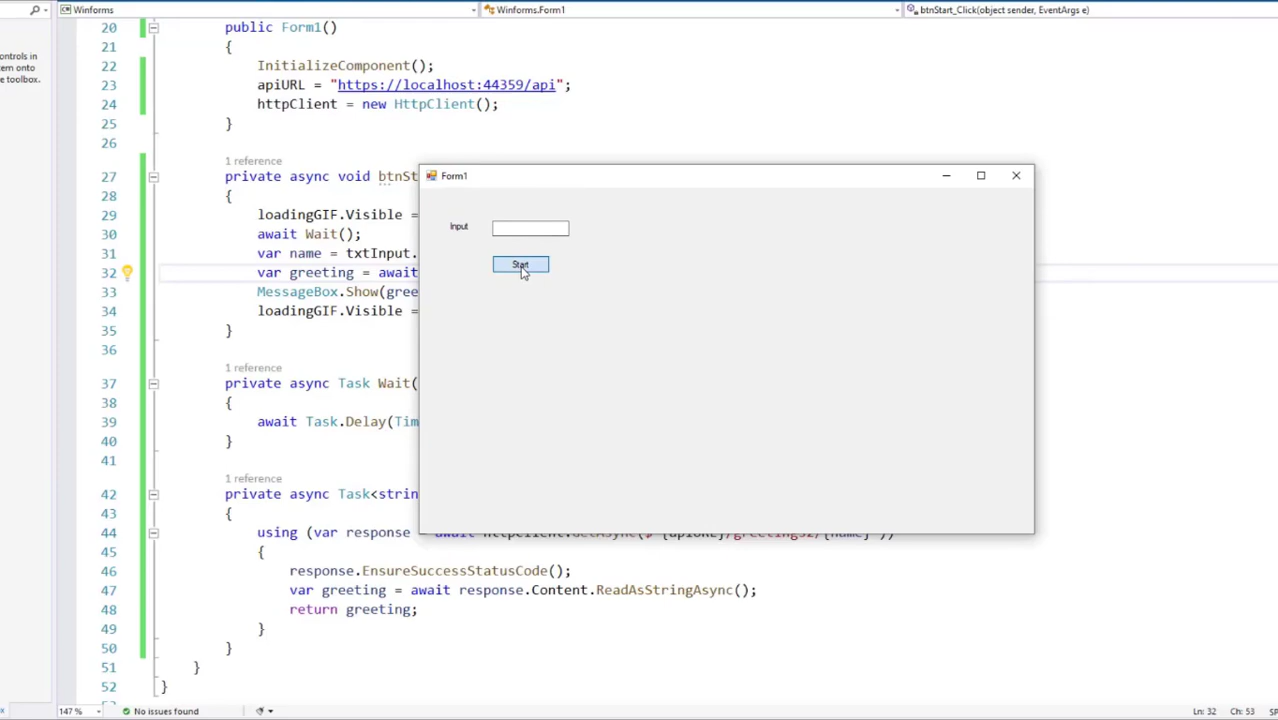 Winforms
Winforms.Form1
btnStart_Click(object sender, EventArgs e)
ontrols in
tem onto
e toolbox.
20 public Form1()
21 {
22 InitializeComponent();
23 apiURL = "https://localhost:44359/api";
24 httpClient = new HttpClient();
25 }
26
1 reference
27 private async void btnSt
28 {
29 loadingGIF.Visible =
30 await Wait();
31 var name = txtInput.
32 var greeting = await
33 MessageBox.Show(gree
34 loadingGIF.Visible =
35 }
36
1 reference
37 private async Task Wait(
38 {
39 await Task.Delay(Tim
40 }
41
1 reference
42 private async Task<strin
43 {
44 using (var response
45 {
46 response.EnsureSuccessStatusCode();
47 var greeting = await response.Content.ReadAsStringAsync();
48 return greeting;
49 }
50 }
51 }
52 }
Form1
Input
Start
147 %
No issues found
Ln: 32
Ch: 53